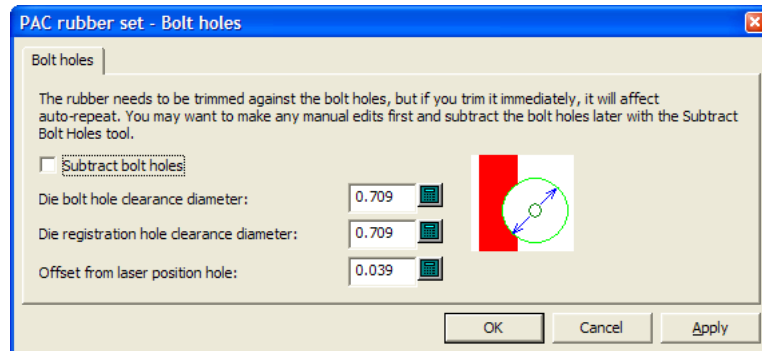 PAC rubber set - Bolt holes
Bolt holes
The rubber needs to be trimmed against the bolt holes, but if you trim it immediately, it will affect
auto-repeat. You may want to make any manual edits first and subtract the bolt holes later with the Subtract
Bolt Holes tool.
Subtract bolt holes
Die bolt hole clearance diameter: 0.709
Die registration hole clearance diameter: 0.709
Offset from laser position hole: 0.039
OK Cancel Apply